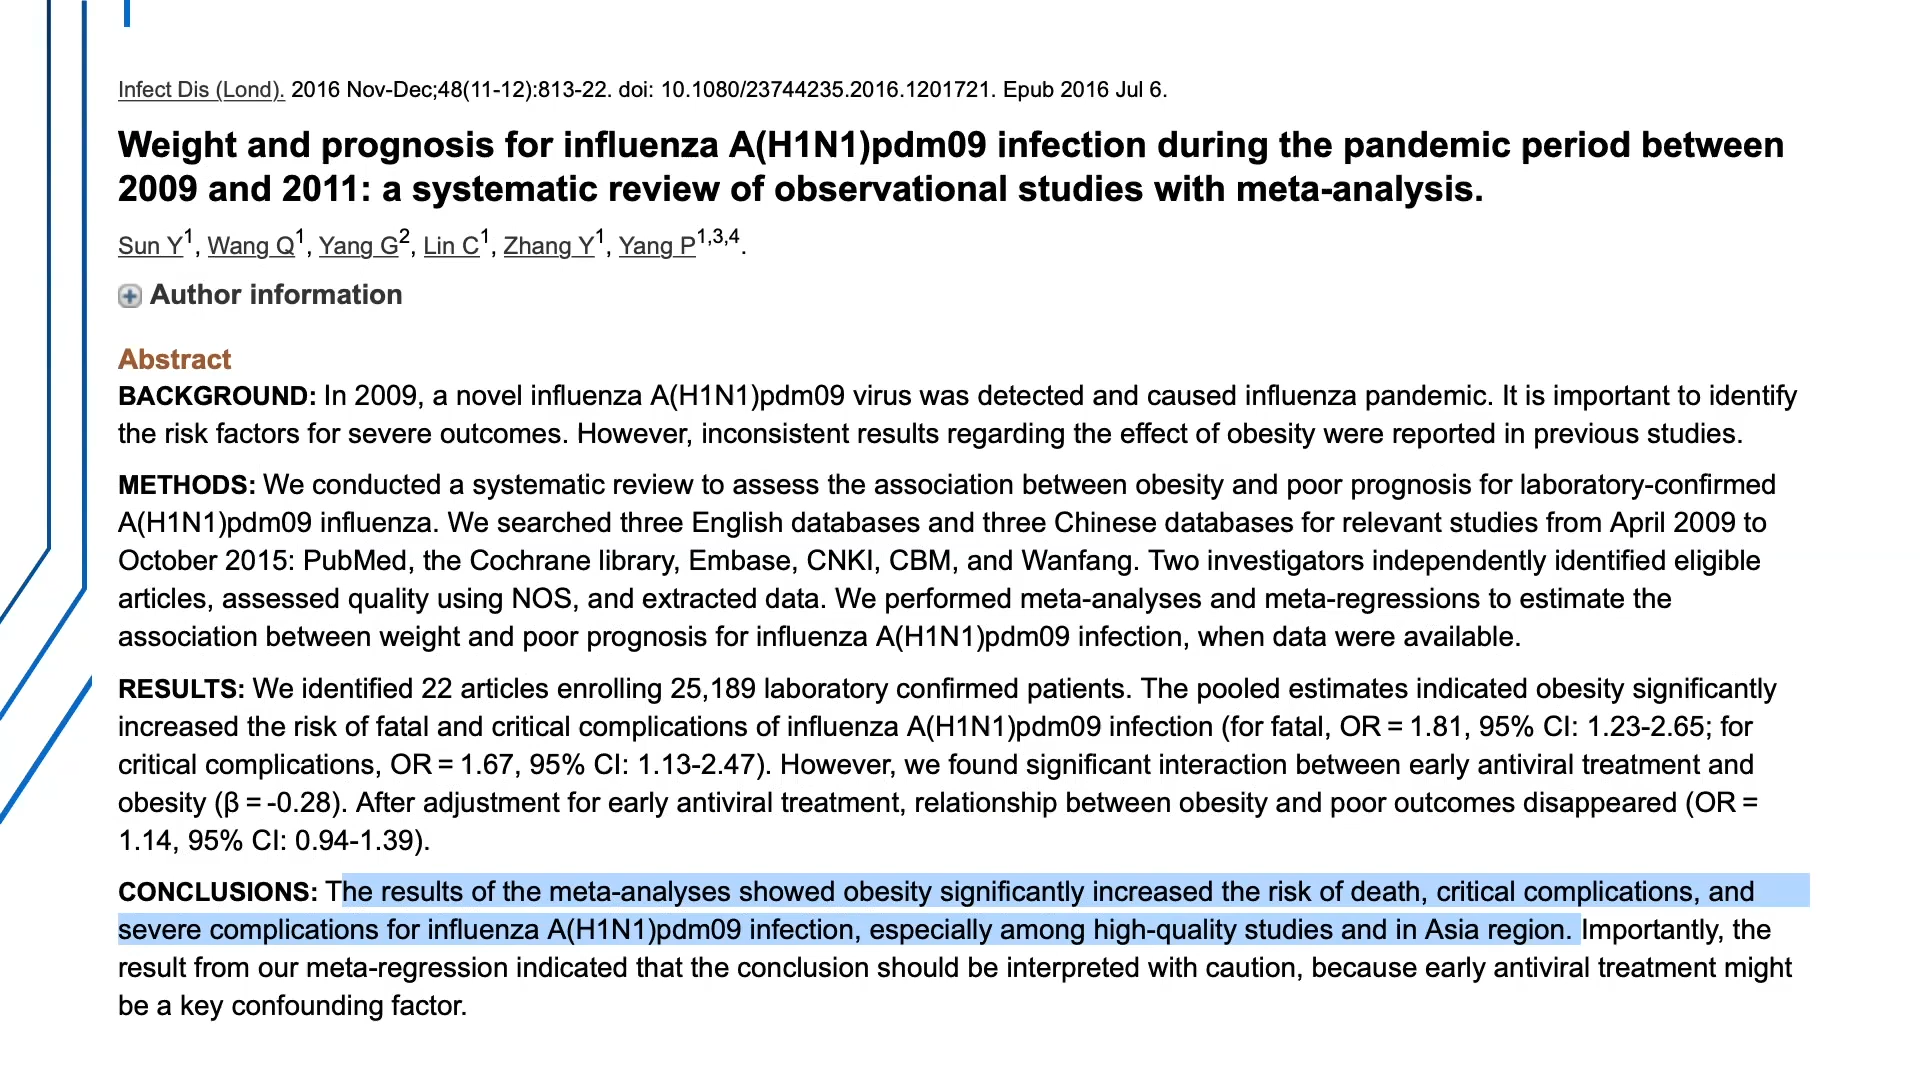 Infect Dis (Lond). 2016 Nov-Dec;48(11-12):813-22. doi: 10.1080/23744235.2016.1201721. Epub 2016 Jul 6.
Weight and prognosis for influenza A(H1N1)pdm09 infection during the pandemic period between
2009 and 2011: a systematic review of observational studies with meta-analysis.
Sun Y1, Wang Q1, Yang G2, Lin C1, Zhang Y1, Yang P1,3,4.
Author information
Abstract
BACKGROUND: In 2009, a novel influenza A(H1N1)pdm09 virus was detected and caused influenza pandemic. It is important to identify
the risk factors for severe outcomes. However, inconsistent results regarding the effect of obesity were reported in previous studies.
METHODS: We conducted a systematic review to assess the association between obesity and poor prognosis for laboratory-confirmed
A(H1N1)pdm09 influenza. We searched three English databases and three Chinese databases for relevant studies from April 2009 to
October 2015: PubMed, the Cochrane library, Embase, CNKI, CBM, and Wanfang. Two investigators independently identified eligible
articles, assessed quality using NOS, and extracted data. We performed meta-analyses and meta-regressions to estimate the
association between weight and poor prognosis for influenza A(H1N1)pdm09 infection, when data were available.
RESULTS: We identified 22 articles enrolling 25,189 laboratory confirmed patients. The pooled estimates indicated obesity significantly
increased the risk of fatal and critical complications of influenza A(H1N1)pdm09 infection (for fatal, OR = 1.81, 95% CI: 1.23-2.65; for
critical complications, OR = 1.67, 95% CI: 1.13-2.47). However, we found significant interaction between early antiviral treatment and
obesity (β = -0.28). After adjustment for early antiviral treatment, relationship between obesity and poor outcomes disappeared (OR =
1.14, 95% CI: 0.94-1.39).
CONCLUSIONS: The results of the meta-analyses showed obesity significantly increased the risk of death, critical complications, and
severe complications for influenza A(H1N1)pdm09 infection, especially among high-quality studies and in Asia region. Importantly, the
result from our meta-regression indicated that the conclusion should be interpreted with caution, because early antiviral treatment might
be a key confounding factor.